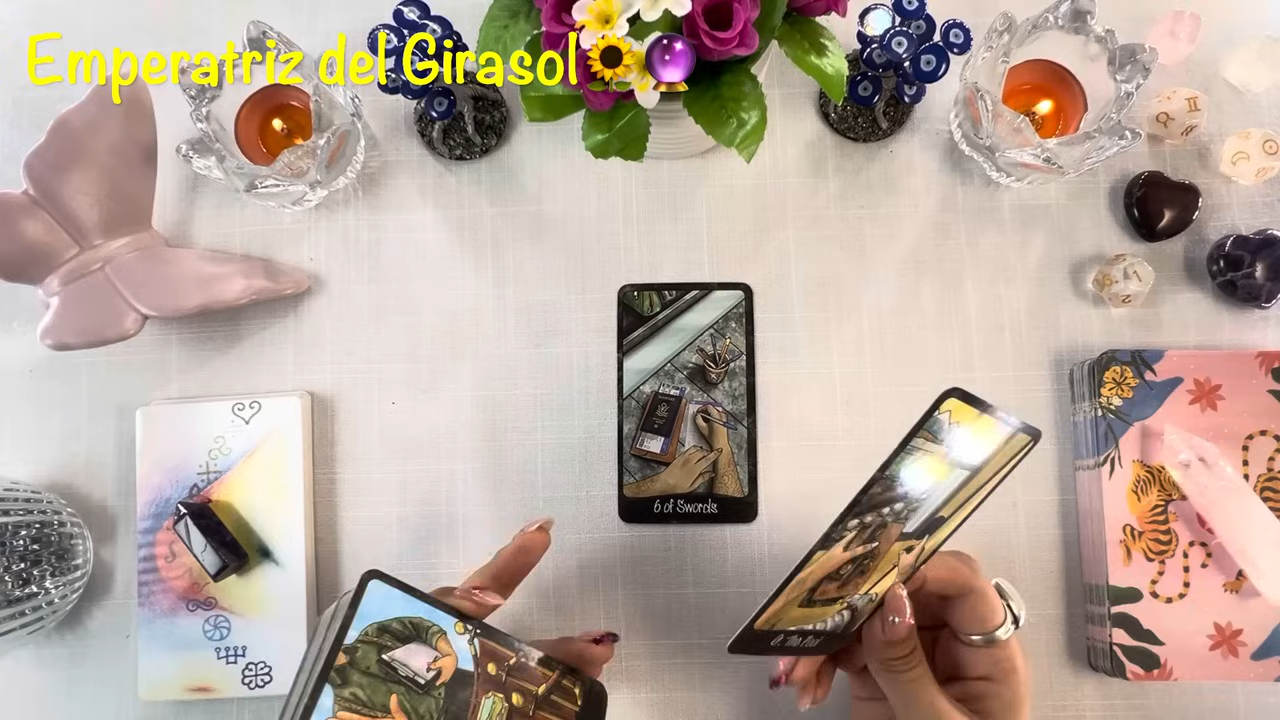 Emperatriz del Girasol🌻🔮
6 of Swords
0. The Fool